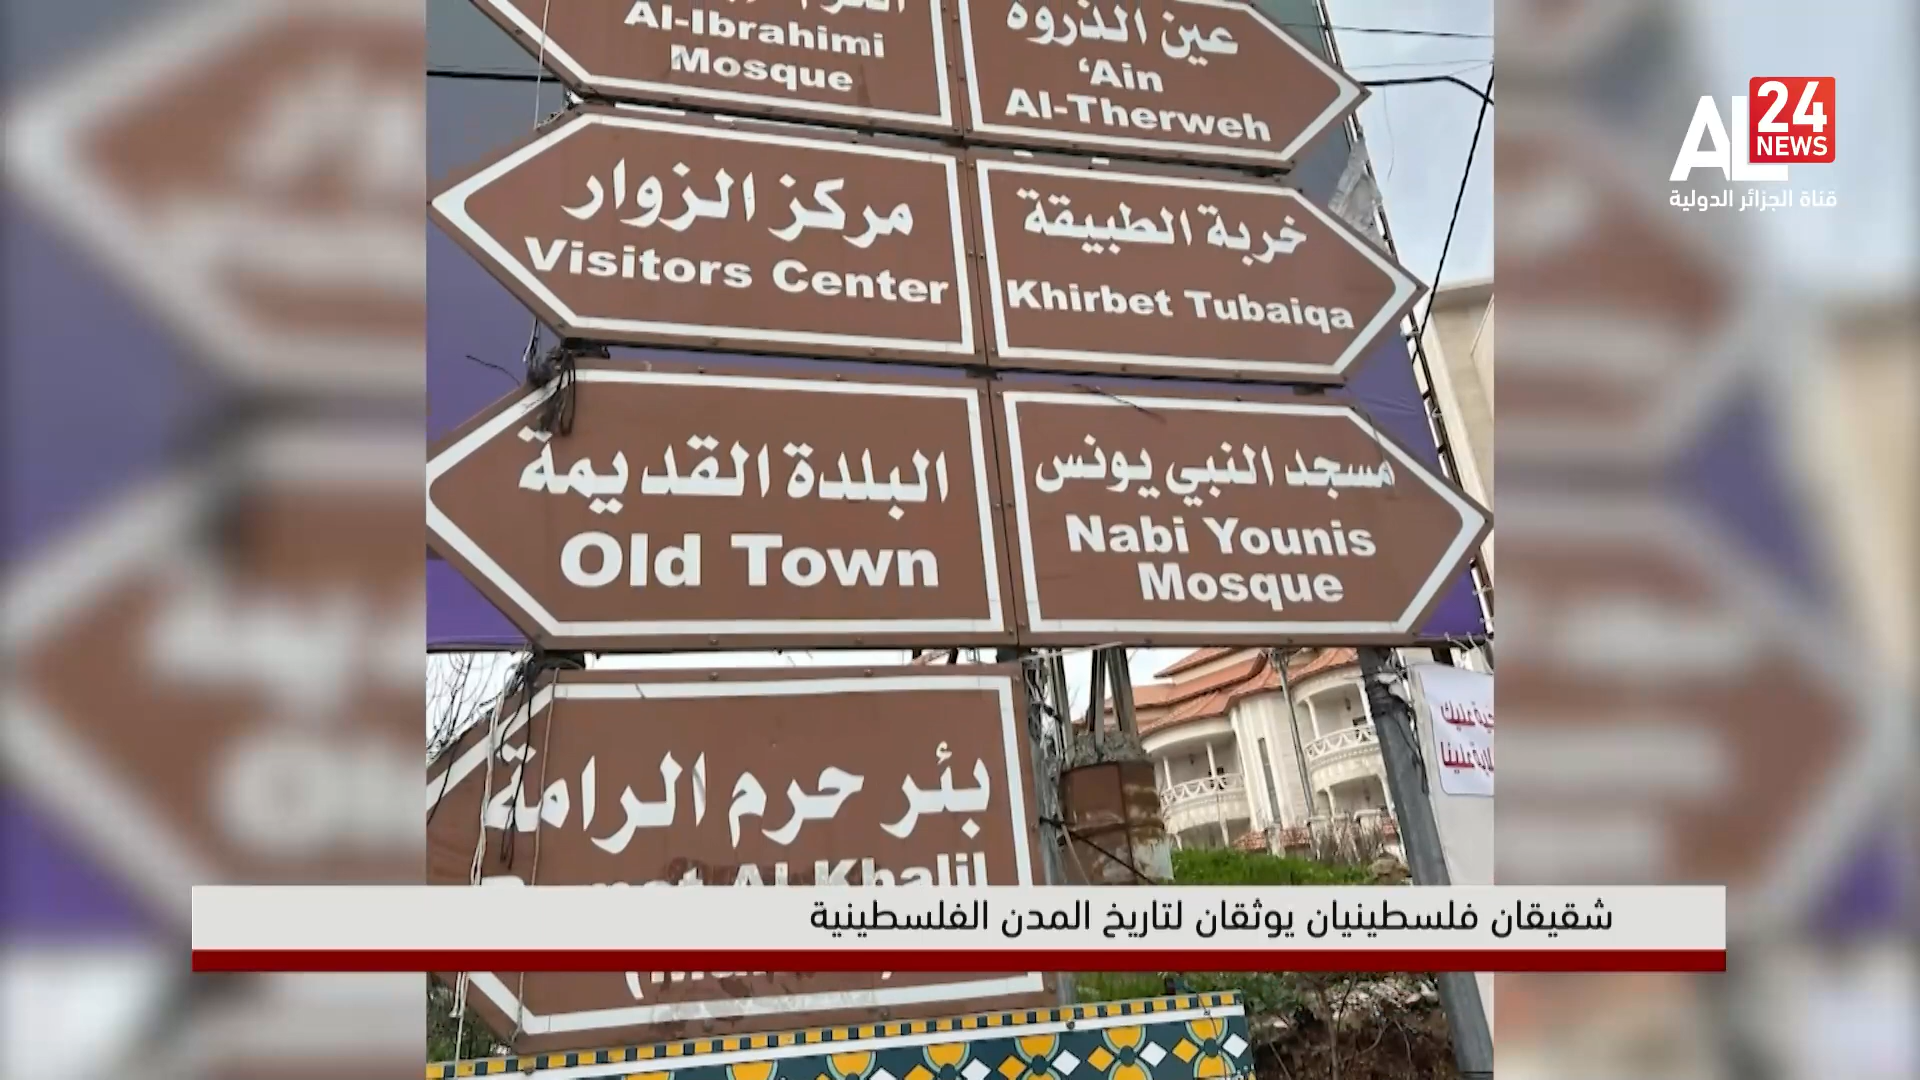 Al-Ibrahimi
Mosque
عين الذروه
‘Ain
Al-Therweh
مركز الزوار
Visitors Center
خربة الطبيقة
Khirbet Tubaiqa
البلدة القديمة
Old Town
مسجد النبي يونس
Nabi Younis
Mosque
بئر حرم الرامة
Al-Khalil
AL 24
NEWS
قناة الجزائر الدولية
شقيقان فلسطينيان يوثقان لتاريخ المدن الفلسطينية